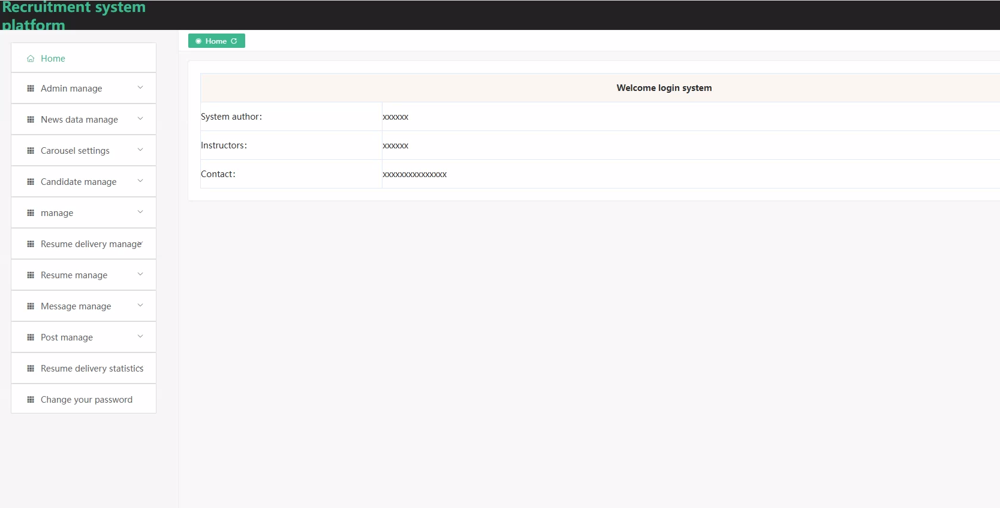 Recruitment system
platform
Home
Home
Admin manage
News data manage
Carousel settings
Candidate manage
manage
Resume delivery manage
Resume manage
Message manage
Post manage
Resume delivery statistics
Change your password
Welcome login system
System author: xxxxxx
Instructors: xxxxxx
Contact: xxxxxxxxxxxxxxx